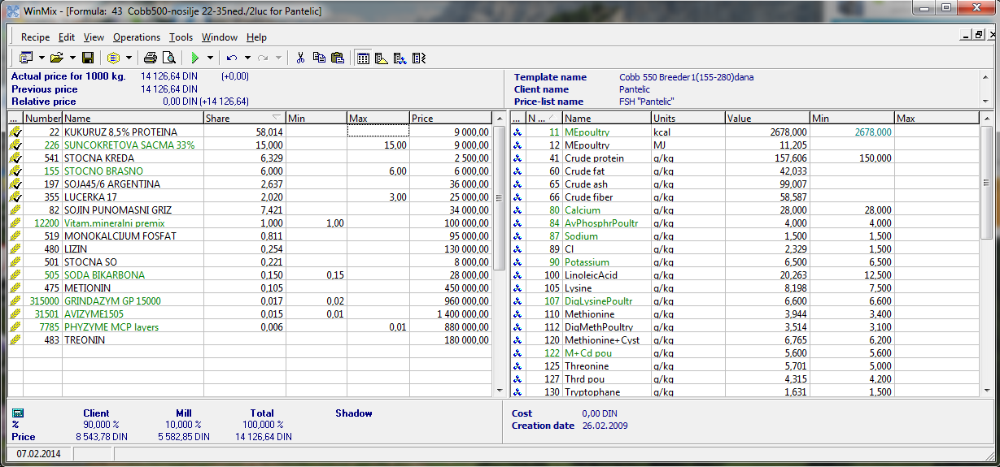 WinMix - [Formula: 43 Cobb500-nosilje 22-35ned./2luc for Pantelic]
Recipe Edit View Operations Tools Window Help
Actual price for 1000 kg. 14 126,64 DIN (+0,00)
Previous price 14 126,64 DIN
Relative price 0,00 DIN (+14 126,64)
Template name Cobb 550 Breeder1(155-280)dana
Client name Pantelic
Price-list name FSH "Pantelic"
... Number Name Share Min Max Price
22 KUKURUZ 8,5% PROTEINA 58,014 9 000,00
226 SUNCOKRETOVA SACMA 33% 15,000 15,00 9 000,00
541 STOCNA KREDA 6,329 2 500,00
155 STOCNO BRASNO 6,000 6,00 6 000,00
197 SOJA45/6 ARGENTINA 2,637 36 000,00
355 LUCERKA 17 2,020 3,00 25 000,00
82 SOJIN PUNOMASNI GRIZ 7,421 34 000,00
12200 Vitam.mineralni premix 1,000 1,00 100 000,00
519 MONOKALCIJUM FOSFAT 0,811 95 000,00
480 LIZIN 0,254 130 000,00
501 STOCNA SO 0,221 8 000,00
505 SODA BIKARBONA 0,150 0,15 28 000,00
475 METIONIN 0,105 450 000,00
315000 GRINDAZYM GP 15000 0,017 0,02 960 000,00
31501 AVIZYME1505 0,015 0,01 1 400 000,00
7785 PHYZYME MCP layers 0,006 0,01 880 000,00
483 TREONIN 180 000,00
... N ... Name Units Value Min Max
11 MEpoultry kcal 2678,000 2678,000
12 MEpoultry MJ 11,205
41 Crude protein g/kg 157,606 150,000
60 Crude fat g/kg 42,033
65 Crude ash g/kg 99,007
66 Crude fiber g/kg 58,587
80 Calcium g/kg 28,000 28,000
84 AvPhosphrPoultr g/kg 4,000 4,000
87 Sodium g/kg 1,500 1,500
89 Cl g/kg 2,329 1,500
90 Potassium g/kg 6,500 6,500
100 LinoleicAcid g/kg 20,263 12,500
105 Lysine g/kg 8,198 7,500
107 DigLysinePoultr g/kg 6,600 6,600
110 Methionine g/kg 3,944 3,400
112 DigMethPoultry g/kg 3,514 3,100
120 Methionine+Cyst g/kg 6,765 6,200
122 M+Cd pou g/kg 5,600 5,600
125 Threonine g/kg 5,701 5,000
127 Thrd pou g/kg 4,315 4,200
130 Tryptophane g/kg 1,631 1,500
Client Mill Total Shadow
% 90,000 % 10,000 % 100,000 %
Price 8 543,78 DIN 5 582,85 DIN 14 126,64 DIN
Cost 0,00 DIN
Creation date 26.02.2009
07.02.2014